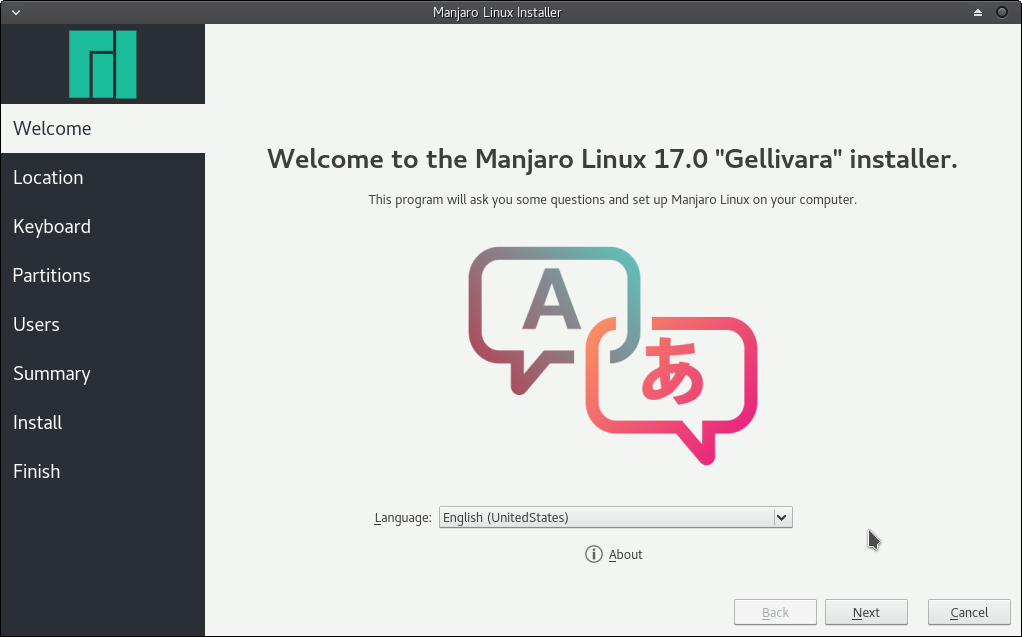 Manjaro Linux Installer
Welcome
Location
Keyboard
Partitions
Users
Summary
Install
Finish
Welcome to the Manjaro Linux 17.0 "Gellivara" installer.
This program will ask you some questions and set up Manjaro Linux on your computer.
A
あ
Language: English (UnitedStates)
About
Back Next Cancel